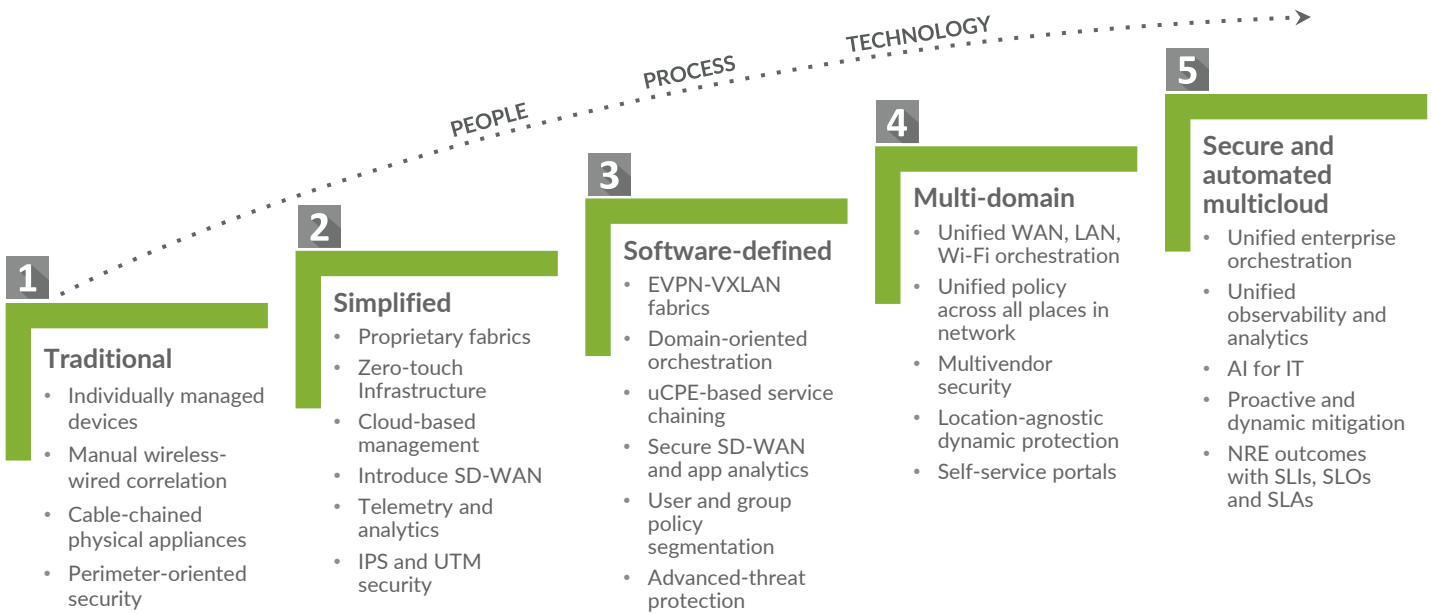 PEOPLE
PROCESS
TECHNOLOGY
1
Traditional
• Individually managed
devices
• Manual wireless-
wired correlation
• Cable-chained
physical appliances
• Perimeter-oriented
security
2
Simplified
• Proprietary fabrics
• Zero-touch
Infrastructure
• Cloud-based
management
• Introduce SD-WAN
• Telemetry and
analytics
• IPS and UTM
security
3
Software-defined
• EVPN-VXLAN
fabrics
• Domain-oriented
orchestration
• uCPE-based service
chaining
• Secure SD-WAN
and app analytics
• User and group
policy
segmentation
• Advanced-threat
protection
4
Multi-domain
• Unified WAN, LAN,
Wi-Fi orchestration
• Unified policy
across all places in
network
• Multivendor
security
• Location-agnostic
dynamic protection
• Self-service portals
5
Secure and
automated
multicloud
• Unified enterprise
orchestration
• Unified
observability and
analytics
• AI for IT
• Proactive and
dynamic mitigation
• NRE outcomes
with SLIs, SLOs
and SLAs